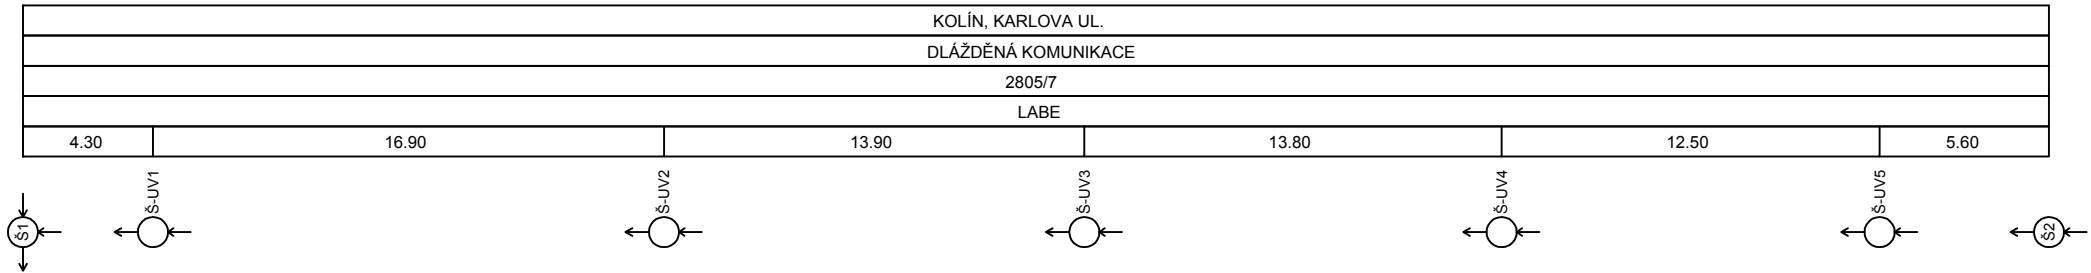 KOLÍN, KARLOVA UL.
DLÁŽDĚNÁ KOMUNIKACE
2805/7
LABE
4.30 16.90 13.90 13.80 12.50 5.60
Š-UV1 Š-UV2 Š-UV3 Š-UV4 Š-UV5
Š1 Š2